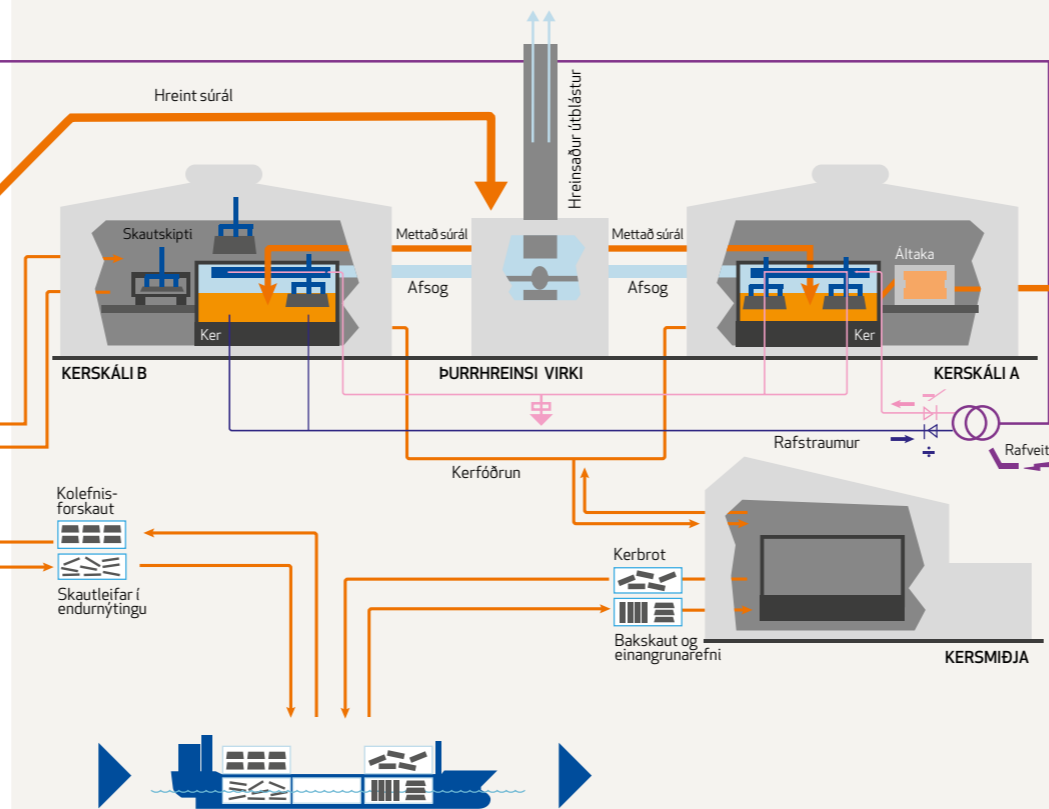 Hreint súrál
Hreinsaður útblástur
Skautskipti
Mettað súrál
Mettað súrál
Áltaka
Afsog
Afsog
Ker
Ker
KERSKÁLI B
ÞURRHREINSI VIRKI
KERSKÁLI A
Rafstraumur
÷
Rafveit
Kerfóðrun
Kolefnis-
forskaut
Skautleifar í
endurnýtingu
Kerbrot
Bakskaut og
einangrunarefni
KERSMIÐJA